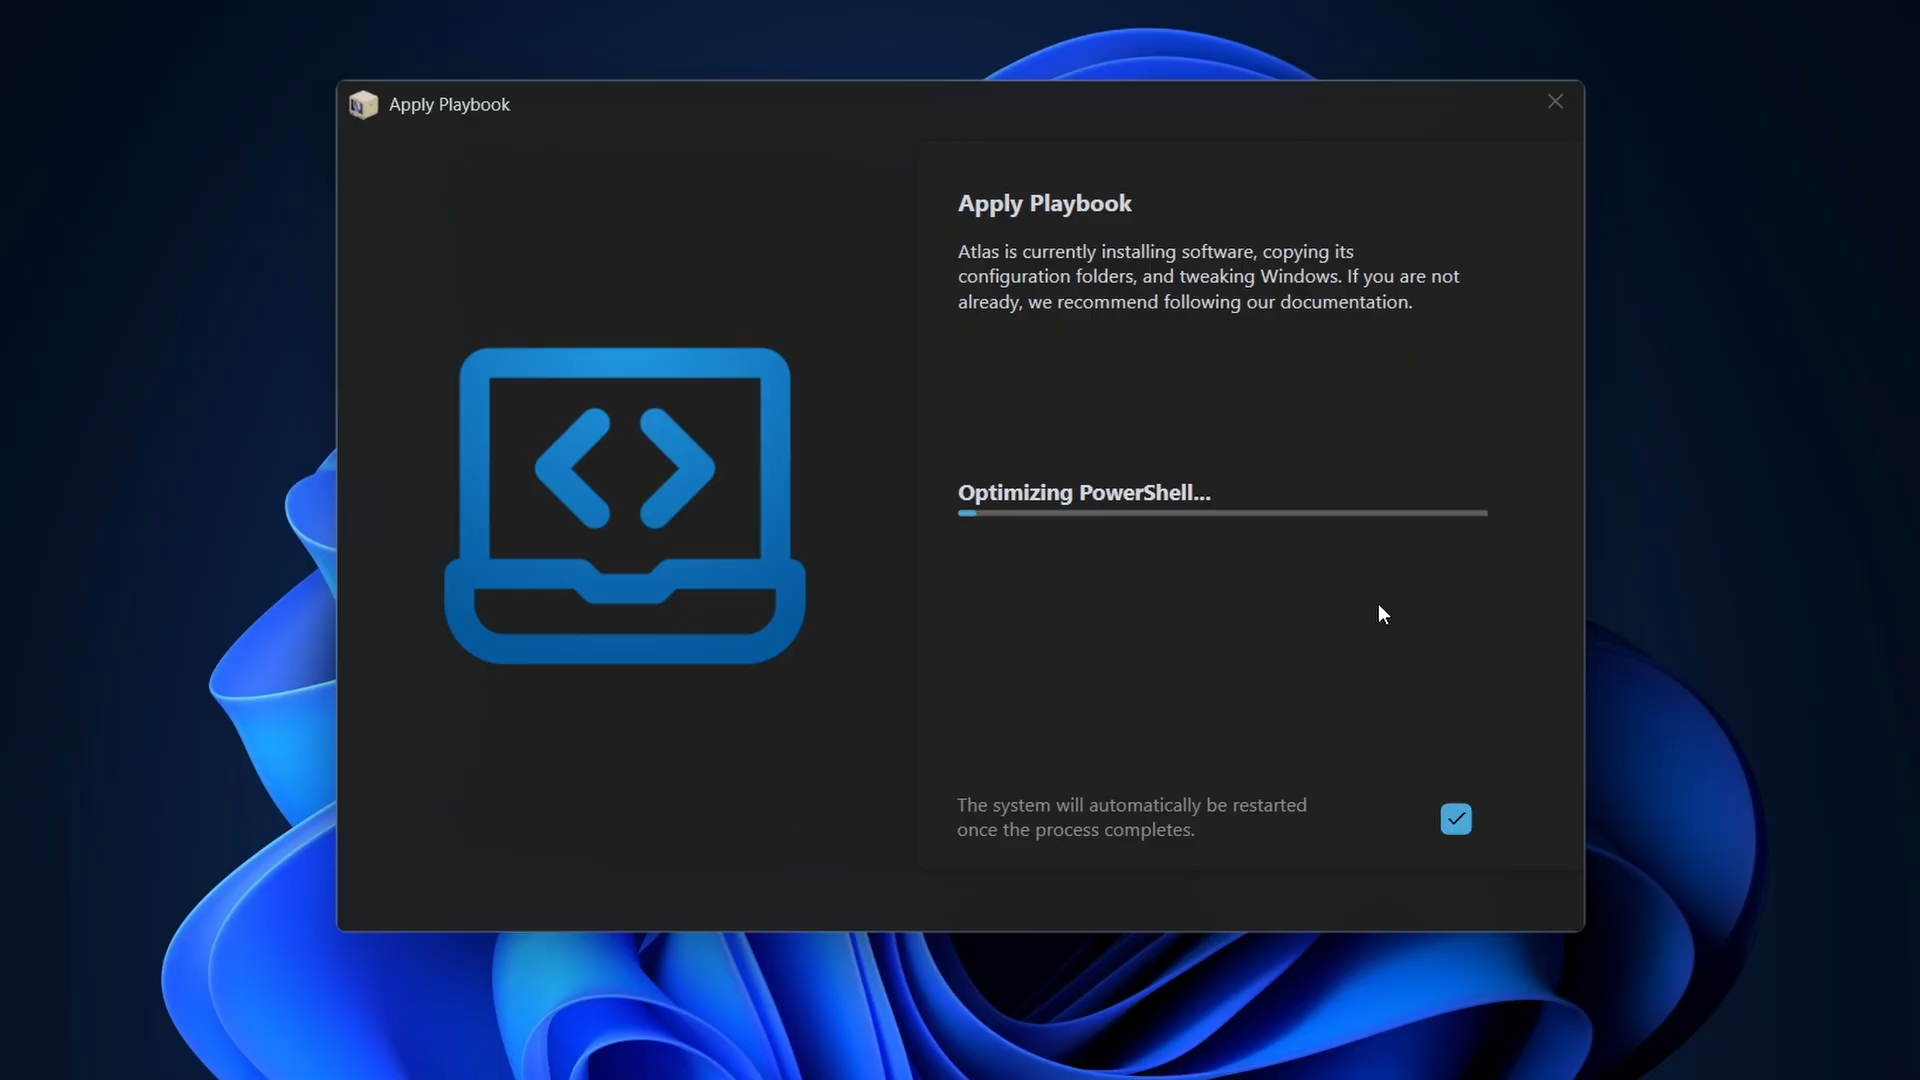 Apply Playbook
Apply Playbook
Atlas is currently installing software, copying its
configuration folders, and tweaking Windows. If you are not
already, we recommend following our documentation.
Optimizing PowerShell...
The system will automatically be restarted
once the process completes.